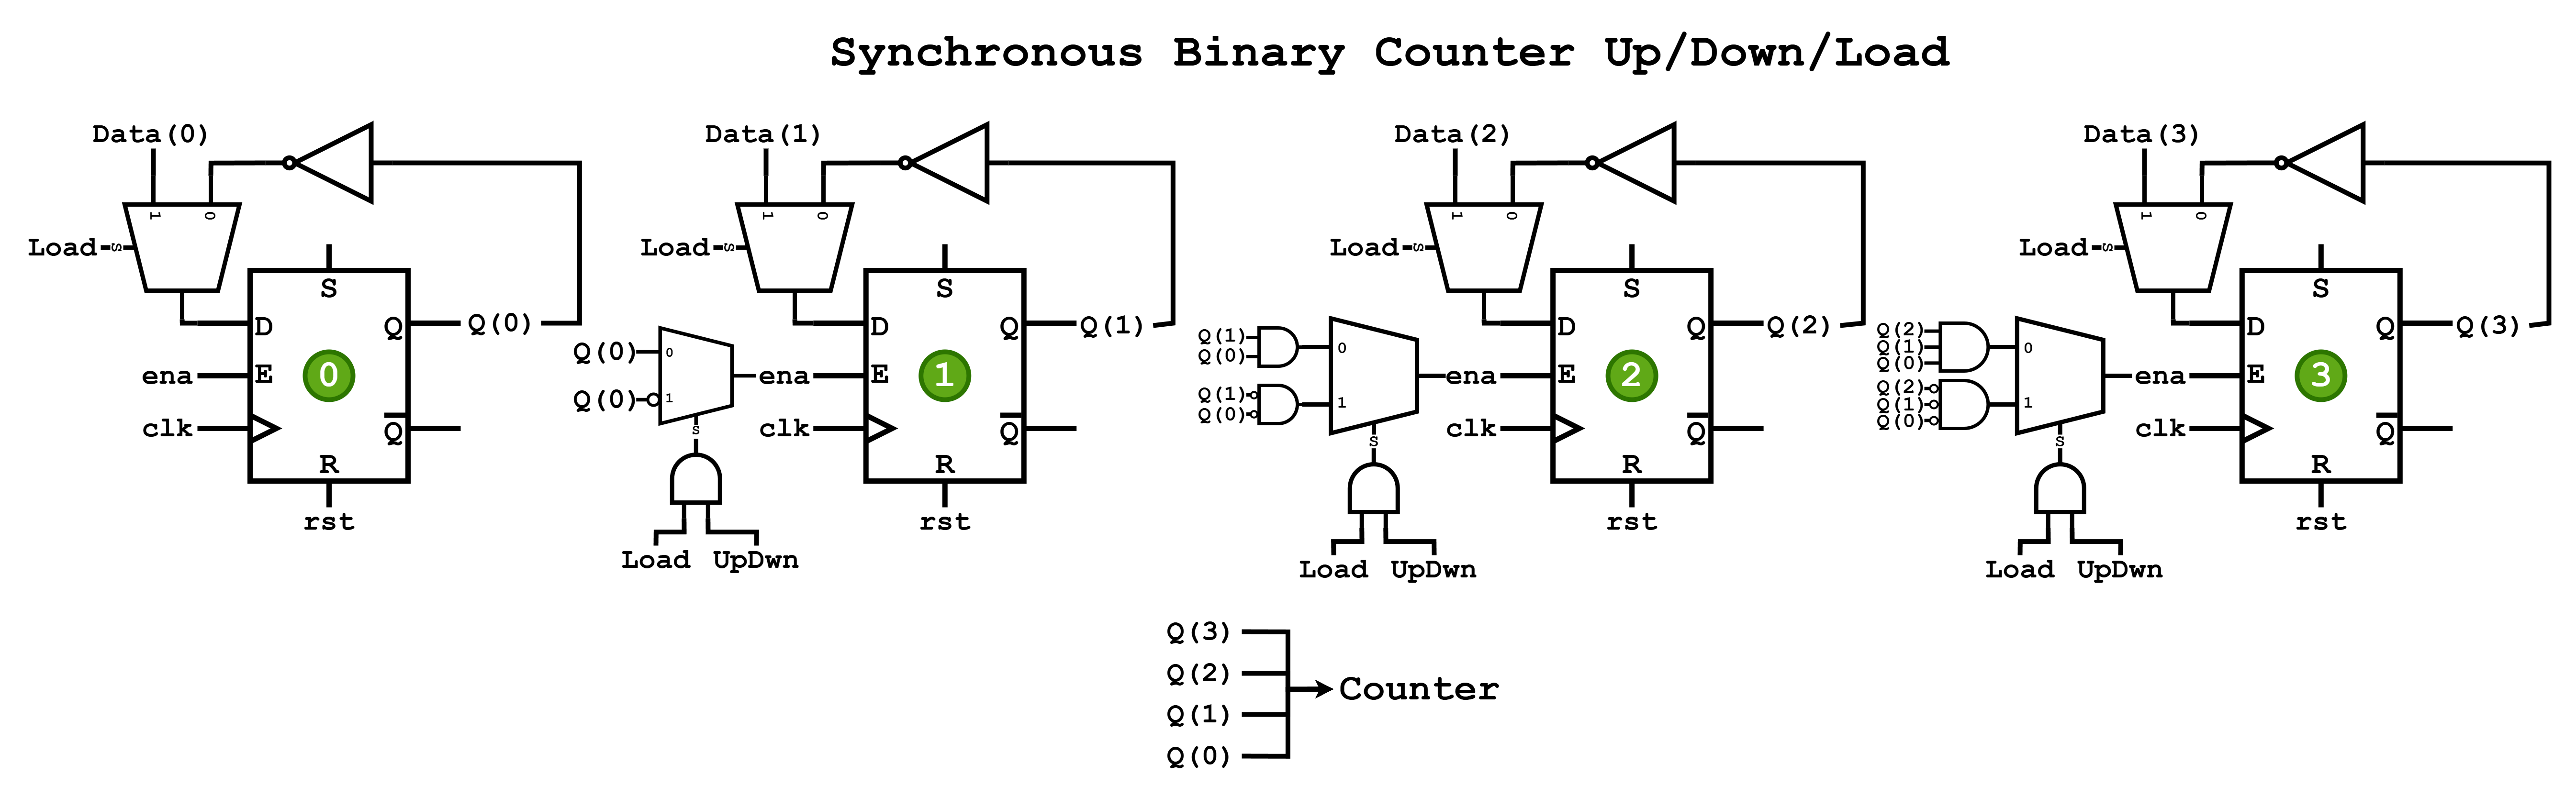 Synchronous Binary Counter Up/Down/Load
Data(0) Data(1) Data(2) Data(3)
1 0 1 0 1 0 1 0
Load S Load S Load S Load S
S S S S
D Q Q(0) D Q Q(1) D Q Q(2) D Q Q(3)
Q(0) 0 Q(1) 0 Q(2) 0
Q(0) Q(1)
Q(0)
ena E 0 ena E 1 ena E 2 ena E 3
Q(0) 1 Q(1) 1 Q(2) 1
Q(0) Q(1)
Q(0)
clk Q S clk Q S clk Q S clk Q
R R R R
rst rst rst rst
Load UpDwn Load UpDwn Load UpDwn
Q(3)
Q(2)
Counter
Q(1)
Q(0)